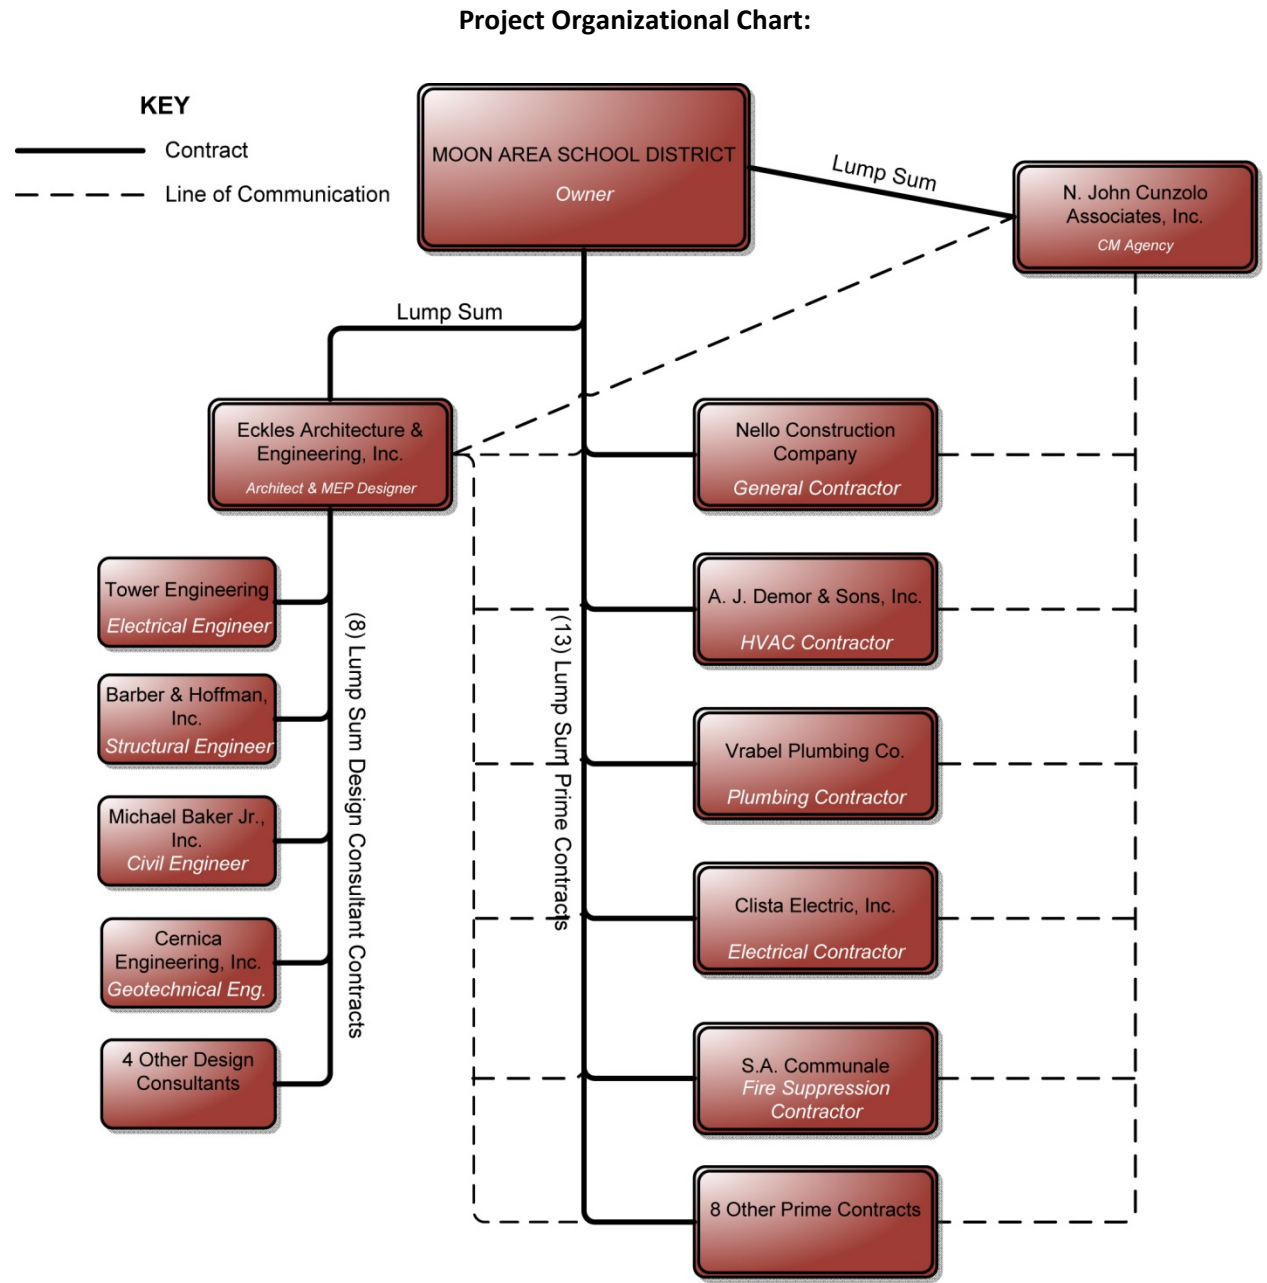 Project Organizational Chart:
KEY
Contract
Line of Communication
MOON AREA SCHOOL DISTRICT
Owner
Lump Sum
N. John Cunzolo
Associates, Inc.
CM Agency
Lump Sum
Eckles Architecture &
Engineering, Inc.
Architect & MEP Designer
Tower Engineering
Electrical Engineer
Barber & Hoffman,
Inc.
Structural Engineer
Michael Baker Jr.,
Inc.
Civil Engineer
Cernica
Engineering, Inc.
Geotechnical Eng.
4 Other Design
Consultants
(8) Lump Sum Design Consultant Contracts
(13) Lump Sum Prime Contracts
Nello Construction
Company
General Contractor
A. J. Demor & Sons, Inc.
HVAC Contractor
Vrabel Plumbing Co.
Plumbing Contractor
Clista Electric, Inc.
Electrical Contractor
S.A. Communale
Fire Suppression
Contractor
8 Other Prime Contracts